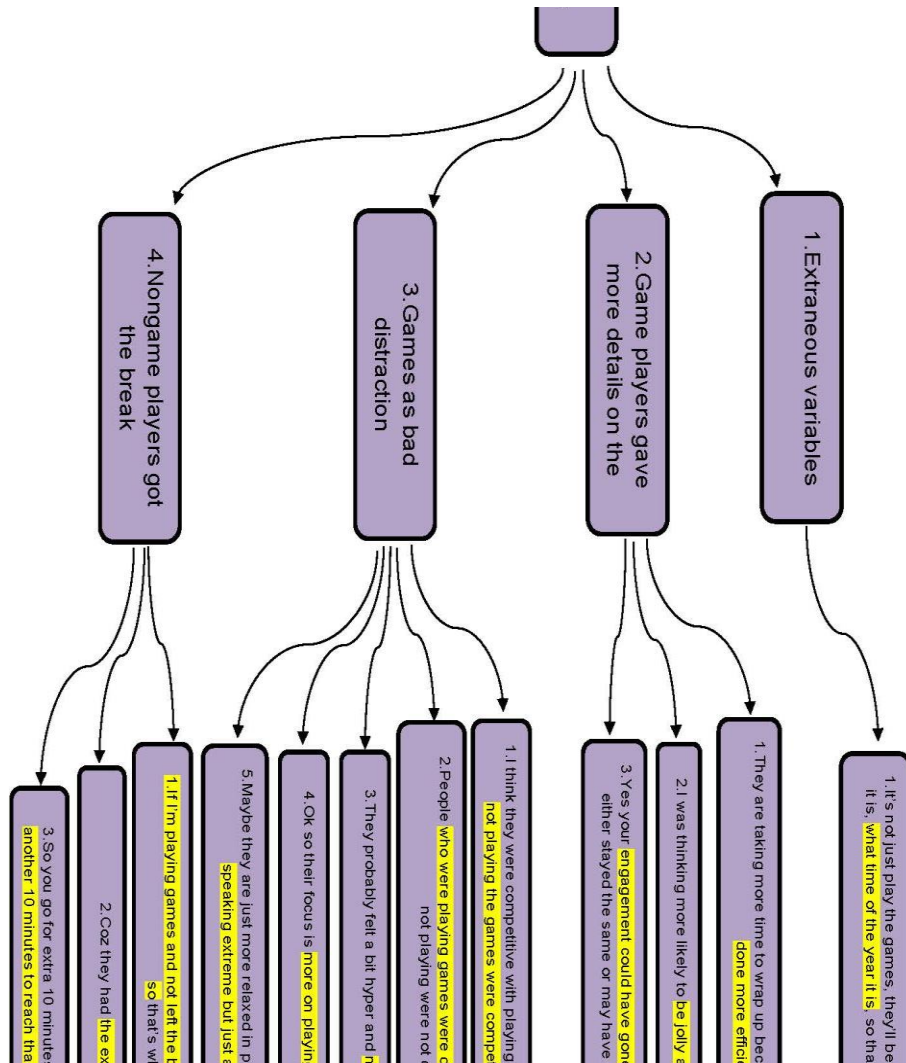 1.Extraneous variables
2.Game players gave
more details on the
3.Games as bad
distraction
4.Nongame players got
the break
1.It's not just play the games, they'll be
it is, what time of the year it is, so tha
1. They are taking more time to wrap up bec
done more effici
2.I was thinking more likely to be jolly a
3.Yes your engagement could have gone
either stayed the same or may have
1.I think they were competitive with playing
not playing the games were compe
2.People who were playing games were
not playing were not
3.They probably felt a bit hyper and
4.Ok so their focus is more on playin
5.Maybe they are just more relaxed in p
speaking extreme but just a
1.If I'm playing games and not left the b
so that's w
2.Coz they had the ex
3.So you go for extra 10 minute
another 10 minutes to reach tha